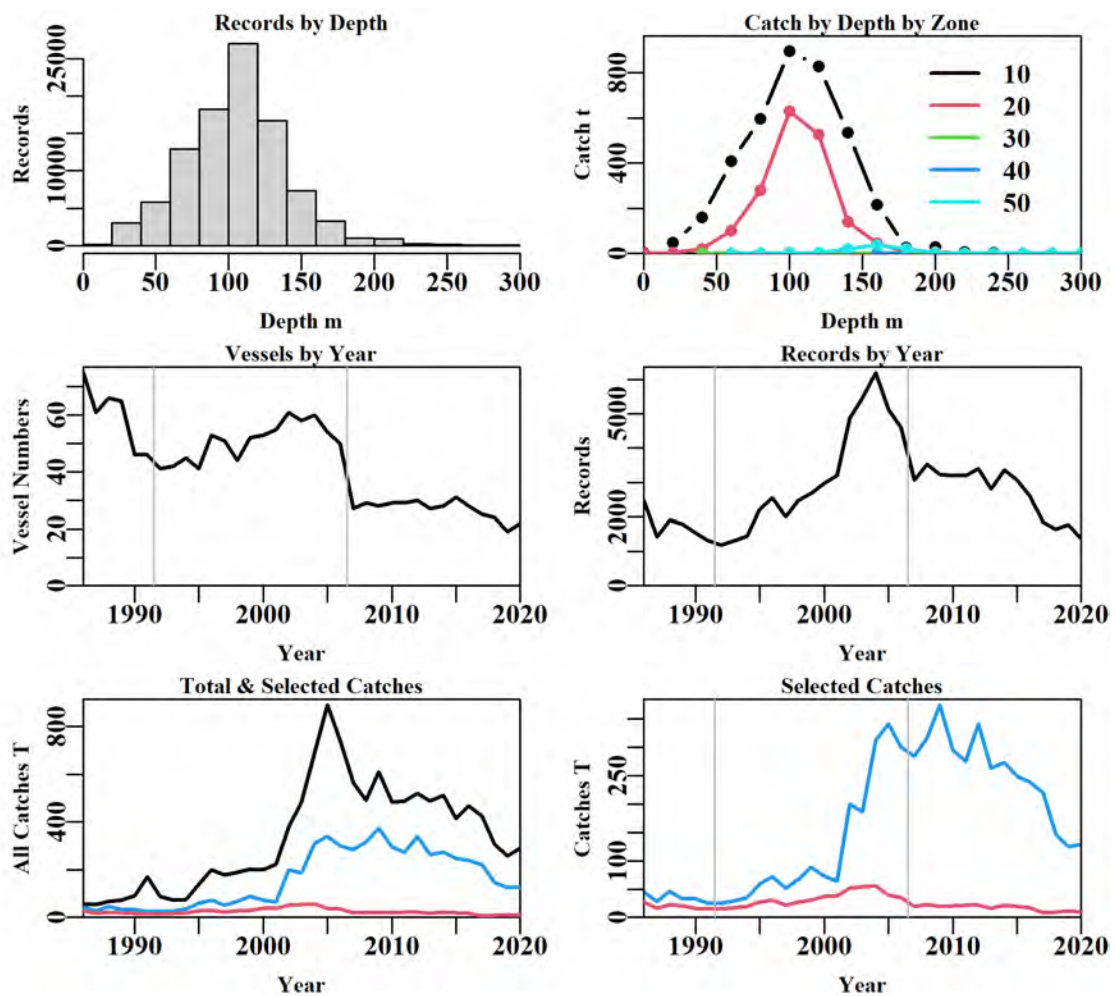 Records by Depth
Records
0 10000 25000
0 50 100 150 200 250 300
Depth m
Catch by Depth by Zone
Catch t
0 400 800
10
20
30
40
50
0 50 100 150 200 250 300
Depth m
Vessels by Year
Vessel Numbers
0 20 40 60
1990 2000 2010 2020
Year
Records by Year
Records
0 2000 5000
1990 2000 2010 2020
Year
Total & Selected Catches
All Catches T
0 400 800
1990 2000 2010 2020
Year
Selected Catches
Catches T
0 100 250
1990 2000 2010 2020
Year